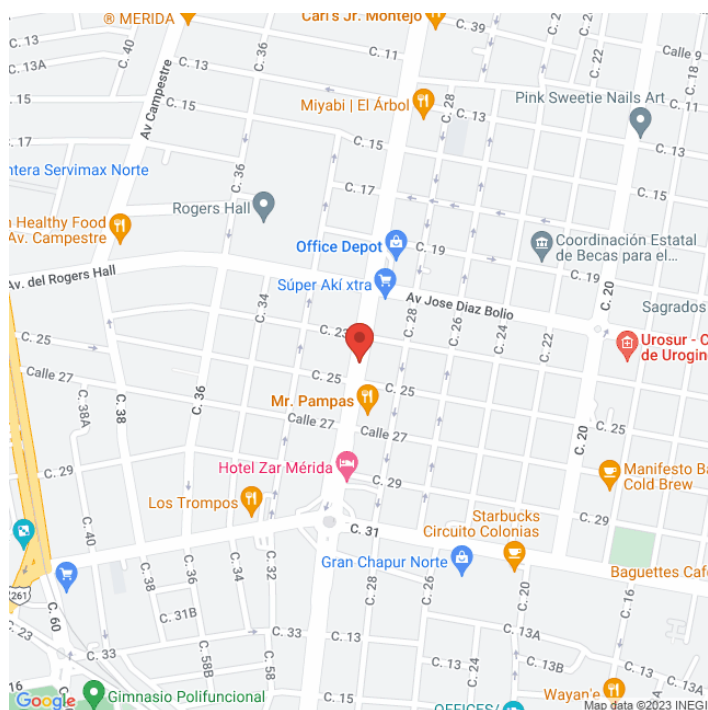 ® MERIDA
Carl's Jr. Montejo
C. 40
C. 36
C. 11
C. 22
Calle 9
C. 18
C. 13A
C. 13
Av Campestre
Miyabi | El Árbol
C. 28
C. 13
Pink Sweetie Nails Art
C. 11
C. 15
C. 17
C. 15
C. 13
ntera Servimax Norte
C. 36
C. 17
C. 15
Rogers Hall
n Healthy Food
Av. Campestre
Office Depot
C. 19
Coordinación Estatal
de Becas para el...
Av. del Rogers Hall
Súper Akí xtra
Av Jose Diaz Bolio
C. 20
Sagrados
C. 34
C. 28
C. 26
C. 24
C. 22
C. 23
C. 25
Urosur - C
de Urogine
Calle 27
C. 36
C. 25
C. 25
Mr. Pampas
C. 38A
C. 38
Calle 27
Calle 27
C. 25
C. 20
C. 27
C. 29
Hotel Zar Mérida
C. 29
Manifesto Ba
Cold Brew
Los Trompos
C. 29
C. 31
Starbucks
Circuito Colonias
C. 40
Gran Chapur Norte
Baguettes Café
261
C. 60
C. 38
C. 36
C. 34
C. 32
C. 28
C. 26
C. 20
C. 16
C. 31B
C. 23
C. 33
C. 33
C. 13
C. 13A
C. 58B
C. 58
C. 13
C. 24
C. 13B
C. 13A
16
Gimnasio Polifuncional
C. 15
C. 15
Wayan'e
OFFICES/
Google
Map data ©2023 INEGI